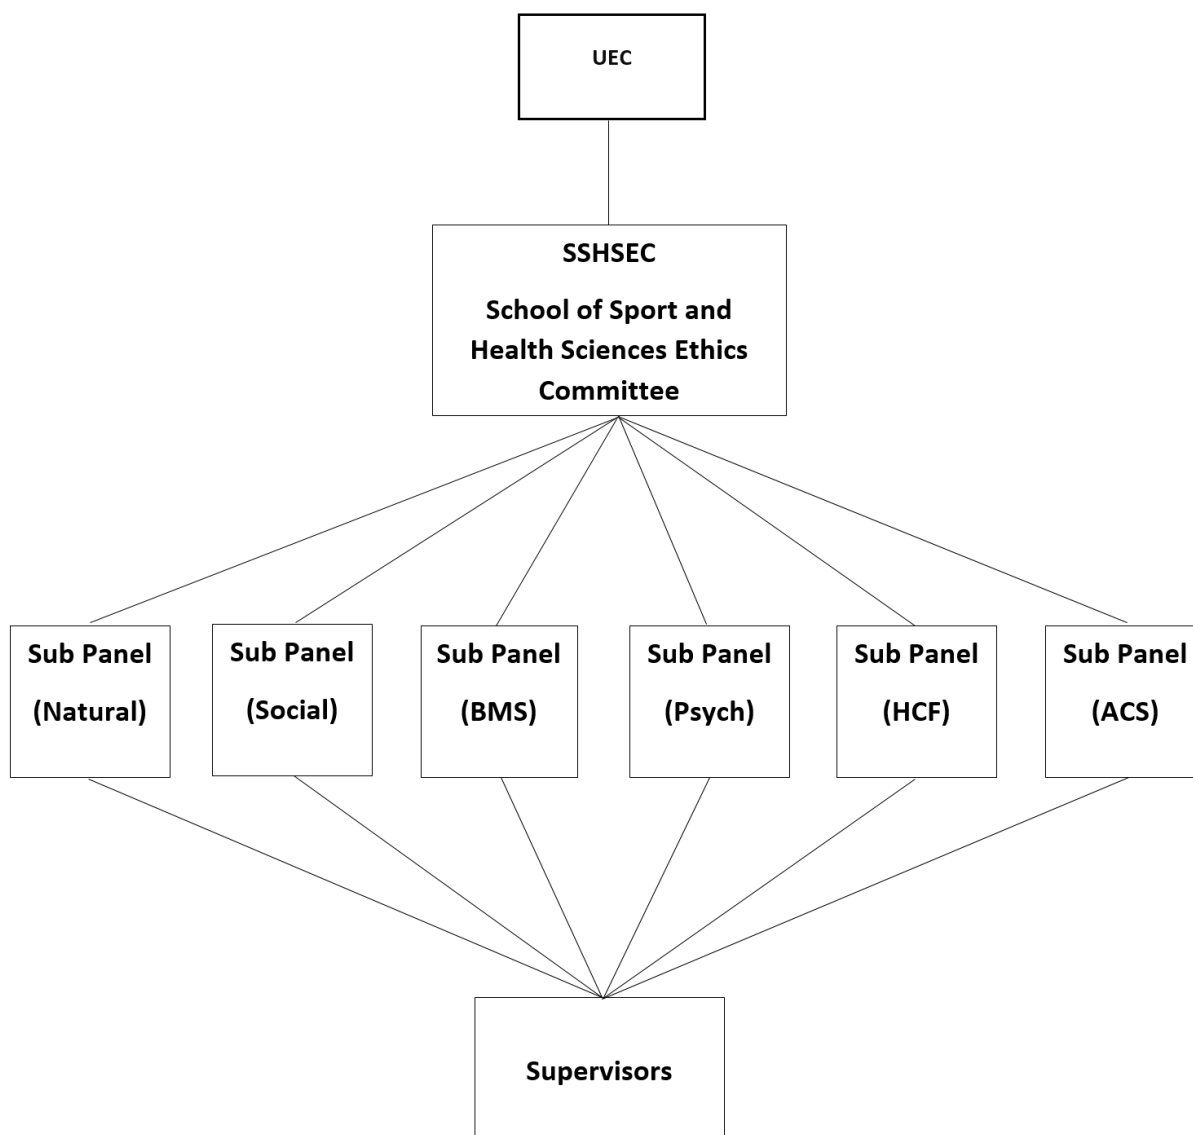 UEC
SSHSEC
School of Sport and
Health Sciences Ethics
Committee
Sub Panel
(Natural)
Sub Panel
(Social)
Sub Panel
(BMS)
Sub Panel
(Psych)
Sub Panel
(HCF)
Sub Panel
(ACS)
Supervisors